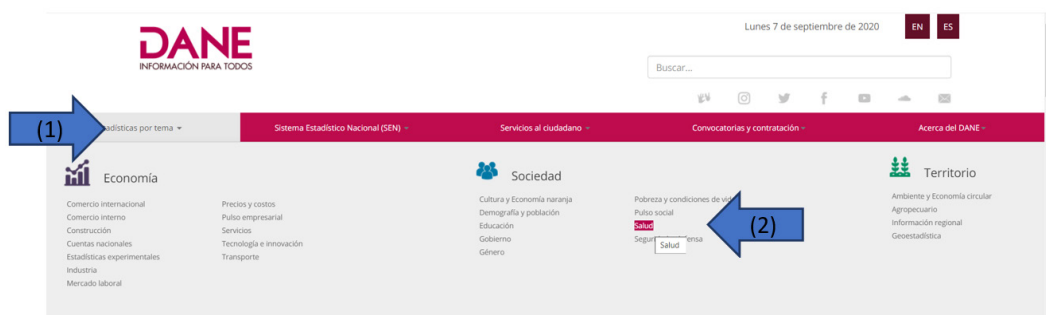 Lunes 7 de septiembre de 2020 EN ES
DANE
INFORMACIÓN PARA TODOS
Buscar...
(1) por tema Sistema Estadístico Nacional (SEN) Servicios al ciudadano Convocatorias y contratación Acerca del DANE
Economía
Comercio internacional
Comercio interno
Construcción
Cuentas nacionales
Estadísticas experimentales
Industria
Mercado laboral
Precios y costos
Pulso empresarial
Servicios
Tecnología e innovación
Transporte
Sociedad
Cultura y Economía naranja
Demografía y población
Educación
Gobierno
Género
Pobreza y condiciones de
Pulso social
Salud
Salud
(2)
Territorio
Ambiente y Economía circular
Agropecuario
Información regional
Geoestadística